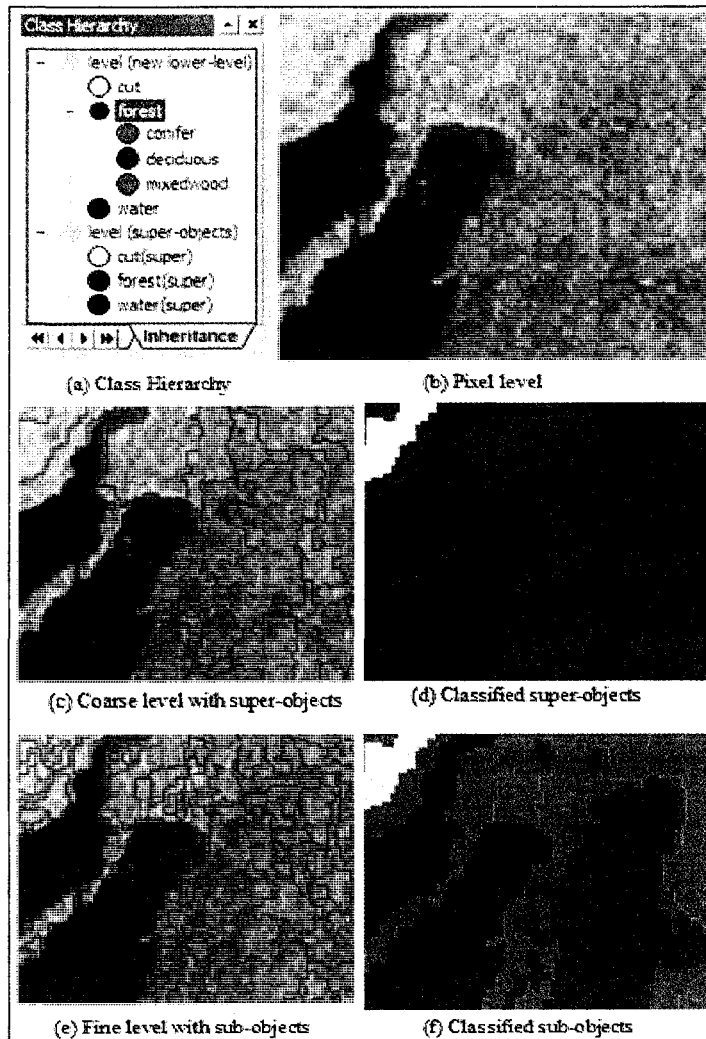 Class Hierarchy
level (new lower-level)
cut
forest
conifer
deciduous
mixedwood
water
level (super-objects)
cut(super)
forest(super)
water(super)
Inheritance
(a) Class Hierarchy
(b) Pixel level
(c) Coarse level with super-objects
(d) Classified super-objects
(e) Fine level with sub-objects
(f) Classified sub-objects